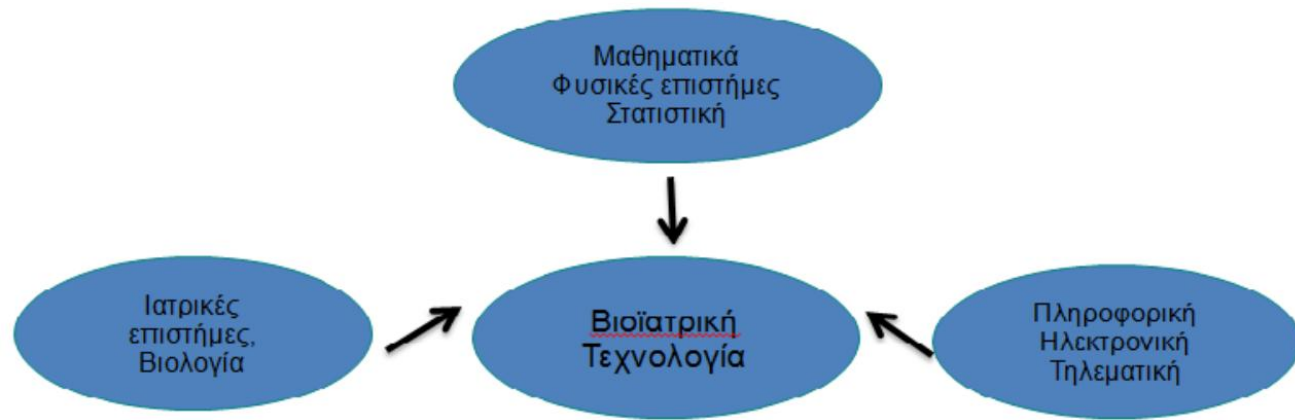 Μαθηματικά
Φυσικές επιστήμες
Στατιστική
Ιατρικές
επιστήμες,
Βιολογία
Βιοϊατρική
Τεχνολογία
Πληροφορική
Ηλεκτρονική
Τηλεματική